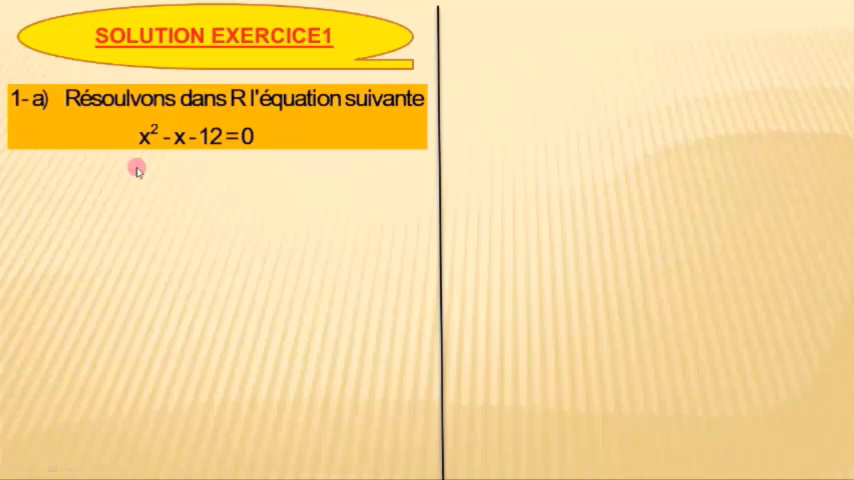 SOLUTION EXERCICE1
1- a) Résoulvons dans R l'équation suivante
x² - x - 12 = 0